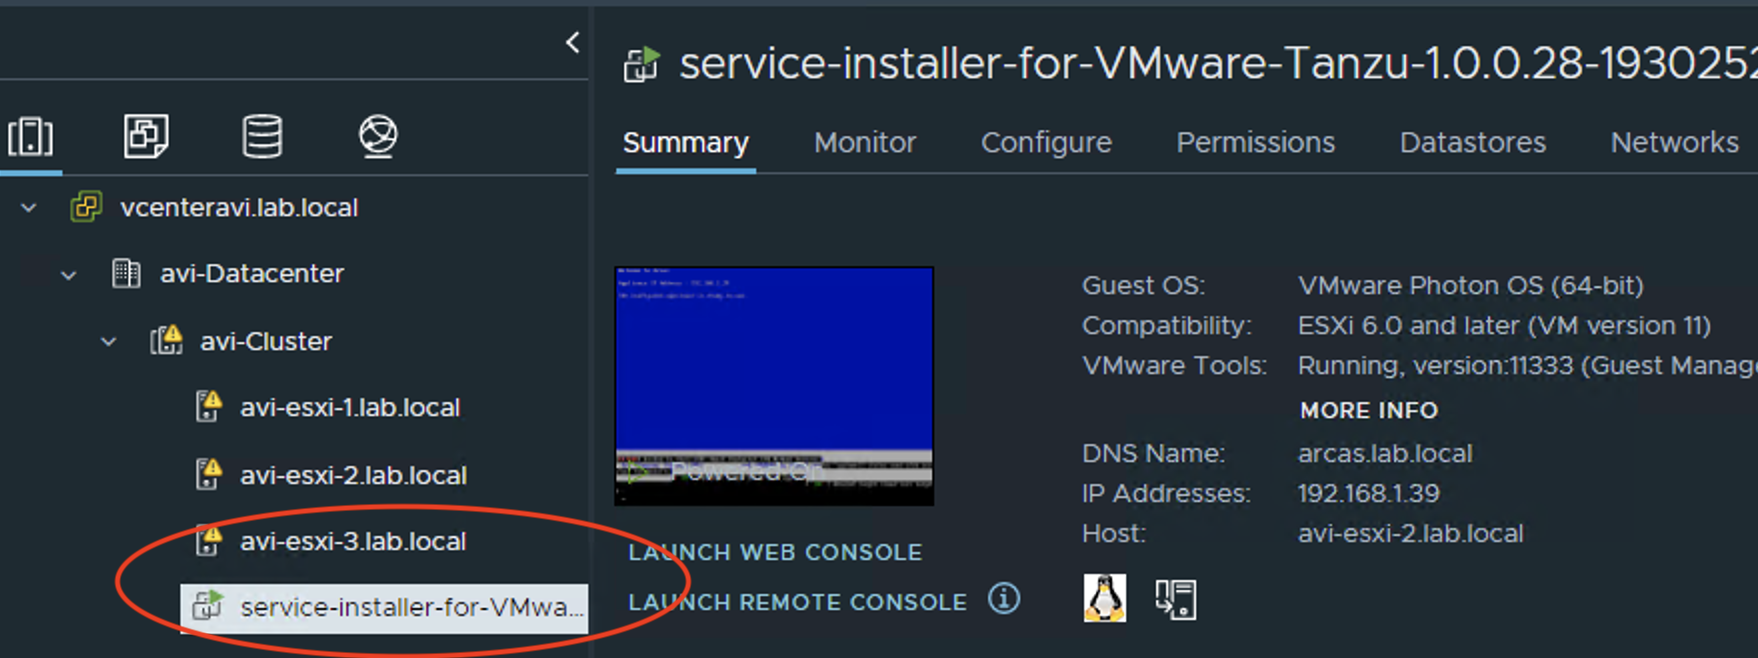 service-installer-for-VMware-Tanzu-1.0.0.28-1930252
Summary Monitor Configure Permissions Datastores Networks
vcenteravi.lab.local
avi-Datacenter
avi-Cluster
avi-esxi-1.lab.local
avi-esxi-2.lab.local
avi-esxi-3.lab.local
service-installer-for-VMwa...
Powered On
LAUNCH WEB CONSOLE
LAUNCH REMOTE CONSOLE
Guest OS: VMware Photon OS (64-bit)
Compatibility: ESXi 6.0 and later (VM version 11)
VMware Tools: Running, version:11333 (Guest Manag
MORE INFO
DNS Name: arcas.lab.local
IP Addresses: 192.168.1.39
Host: avi-esxi-2.lab.local